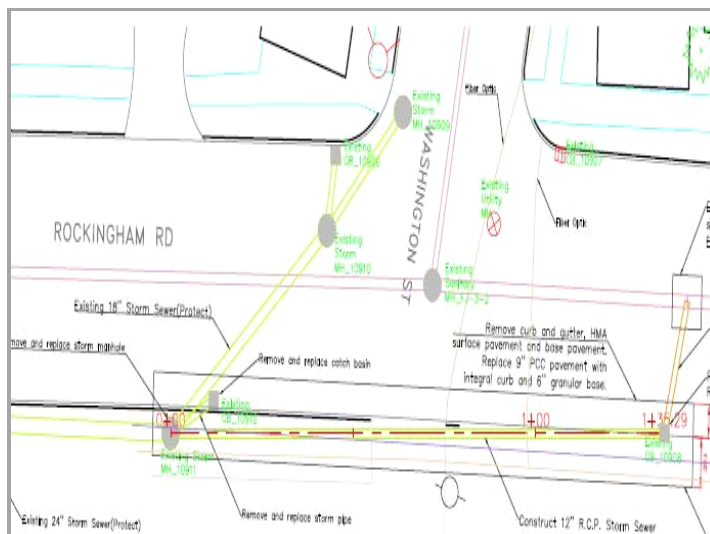 Existing
Storm
MH_10909
WASHINGTON ST
Fiber Optic
Existing
CB_10907
Existing
Utility
MH
Fiber Optic
ROCKINGHAM RD
Existing
Storm
MH_10910
Existing
Sanitary
Existing 18" Storm Sewer(Protect)
Remove curb and gutter, HMA
surface pavement and base pavement.
Replace 9" PCC pavement with
integral curb and 6" granular base.
move and replace storm manhole
Remove and replace catch basin
Existing
0+00
1+00
Existing
CB_10908
Existing Storm
MH_10911
Remove and replace storm pipe
Existing 24" Storm Sewer(Protect)
Construct 12" R.C.P. Storm Sewer